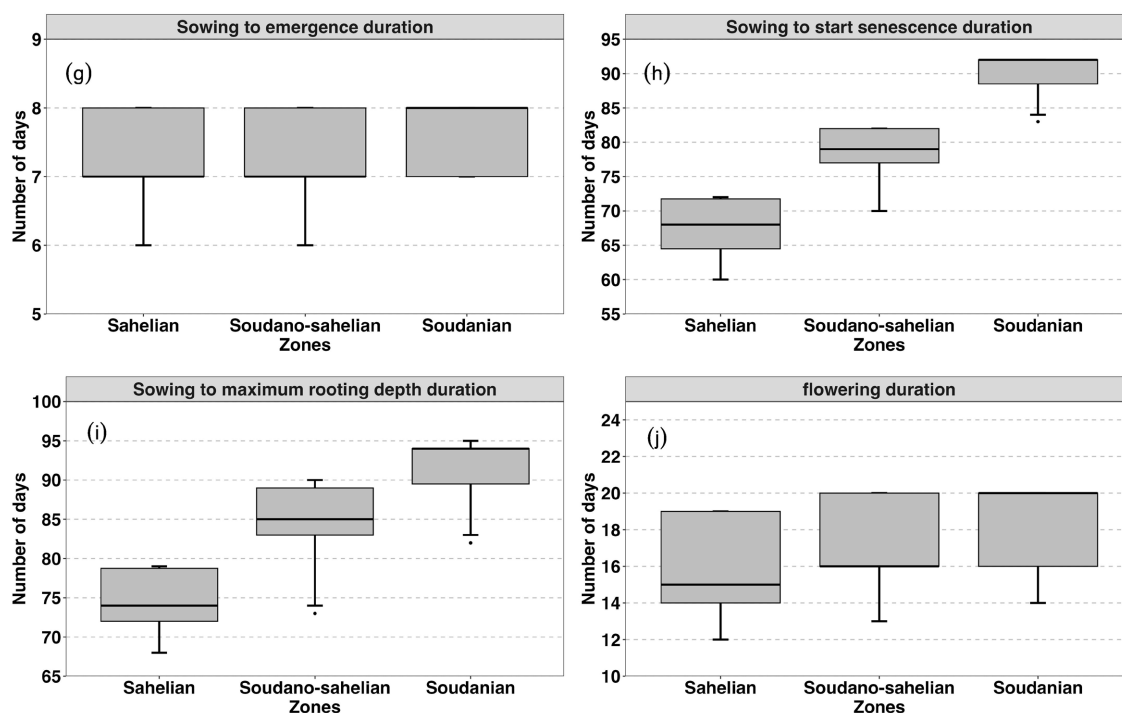 Sowing to emergence duration
(g)
Number of days
9
8
7
6
5
Sahelian Soudano-sahelian Soudanian
Zones
Sowing to start senescence duration
(h)
Number of days
95
90
85
80
75
70
65
60
55
Sahelian Soudano-sahelian Soudanian
Zones
Sowing to maximum rooting depth duration
(i)
Number of days
100
95
90
85
80
75
70
65
Sahelian Soudano-sahelian Soudanian
Zones
flowering duration
(j)
Number of days
24
22
20
18
16
14
12
10
Sahelian Soudano-sahelian Soudanian
Zones